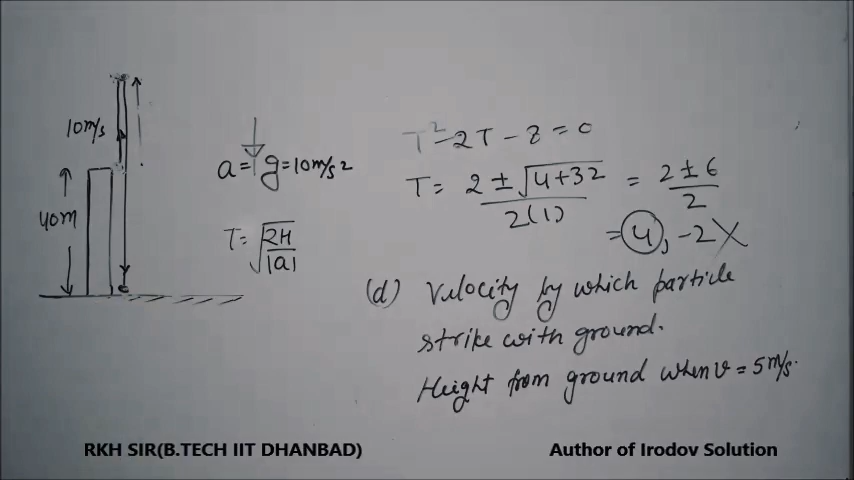 10m/s
40m
a = g = 10m/s2
T = √2H/|a|
T² - 2T - 8 = 0
T = 2 ± √4+32 / 2(1) = 2 ± 6 / 2
= 4, -2 X
(d) Velocity by which particle
strike with ground.
Height from ground when v = 5m/s.
RKH SIR(B.TECH IIT DHANBAD)
Author of Irodov Solution